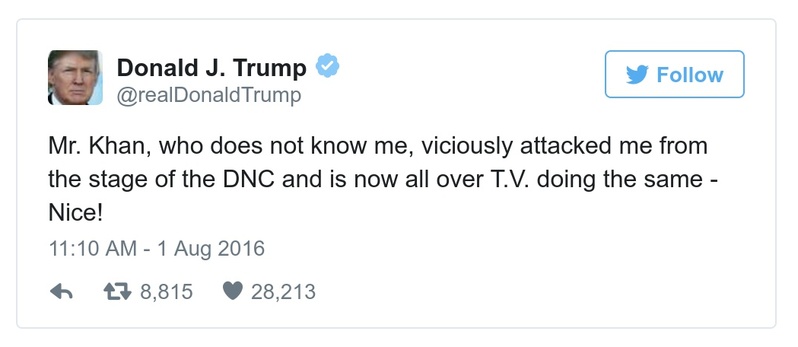 Donald J. Trump
@realDonaldTrump
Follow
Mr. Khan, who does not know me, viciously attacked me from
the stage of the DNC and is now all over T.V. doing the same -
Nice!
11:10 AM - 1 Aug 2016
8,815 28,213